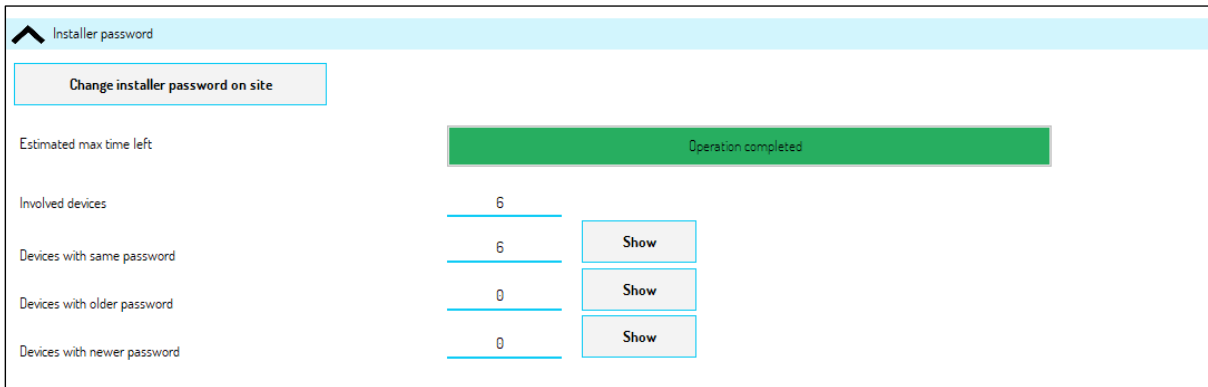 Installer password
Change installer password on site
Estimated max time left
Operation completed
Involved devices
6
Devices with same password
6
Show
Devices with older password
0
Show
Devices with newer password
0
Show